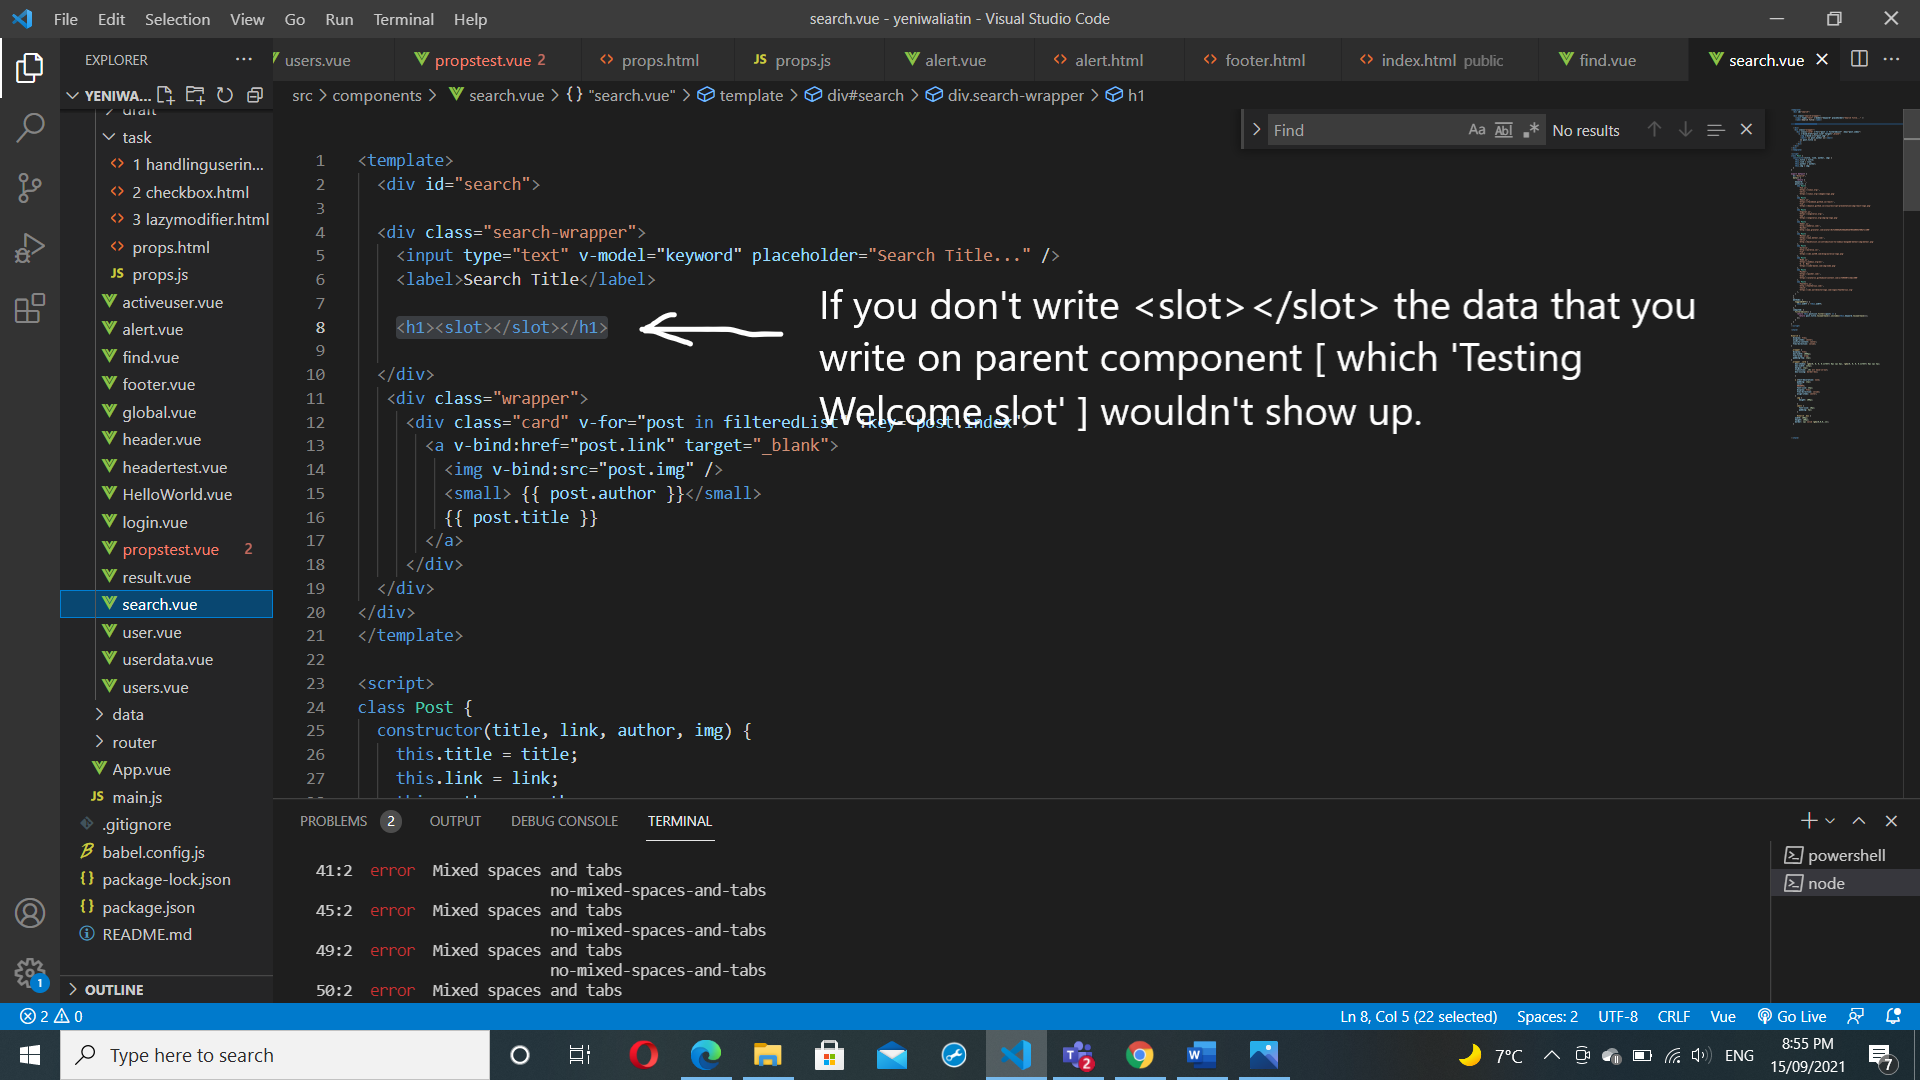 File Edit Selection View Go Run Terminal Help
search.vue - yeniwaliatin - Visual Studio Code
EXPLORER
users.vue
propstest.vue 2
props.html
JS props.js
alert.vue
alert.html
footer.html
index.html public
find.vue
search.vue
YENIWA...
src > components > search.vue > {} "search.vue" > template > div#search > div.search-wrapper > h1
Find
Aa Abl .*
No results
draft
task
1 handlinguserin...
2 checkbox.html
3 lazymodifier.html
props.html
JS props.js
activeuser.vue
alert.vue
find.vue
footer.vue
global.vue
header.vue
headertest.vue
HelloWorld.vue
login.vue
propstest.vue 2
result.vue
search.vue
user.vue
userdata.vue
users.vue
data
router
App.vue
JS main.js
.gitignore
babel.config.js
{} package-lock.json
{} package.json
README.md
OUTLINE
1 <template>
2 <div id="search">
3
4 <div class="search-wrapper">
5 <input type="text" v-model="keyword" placeholder="Search Title..." />
6 <label>Search Title</label>
7
8 <h1><slot></slot></h1>
9
10 </div>
11 <div class="wrapper">
12 <div class="card" v-for="post in filteredList" :key="post.index">
13 <a v-bind:href="post.link" target="_blank">
14 <img v-bind:src="post.img" />
15 <small> {{ post.author }}</small>
16 {{ post.title }}
17 </a>
18 </div>
19 </div>
20 </div>
21 </template>
22
23 <script>
24 class Post {
25 constructor(title, link, author, img) {
26 this.title = title;
27 this.link = link;
If you don't write <slot></slot> the data that you
write on parent component [ which 'Testing
Welcome slot' ] wouldn't show up.
PROBLEMS 2 OUTPUT DEBUG CONSOLE TERMINAL
41:2 error Mixed spaces and tabs
no-mixed-spaces-and-tabs
45:2 error Mixed spaces and tabs
no-mixed-spaces-and-tabs
49:2 error Mixed spaces and tabs
no-mixed-spaces-and-tabs
50:2 error Mixed spaces and tabs
powershell
node
1
2 0
Ln 8, Col 5 (22 selected) Spaces: 2 UTF-8 CRLF Vue Go Live
Type here to search
2
7°C
ENG
8:55 PM
15/09/2021
7